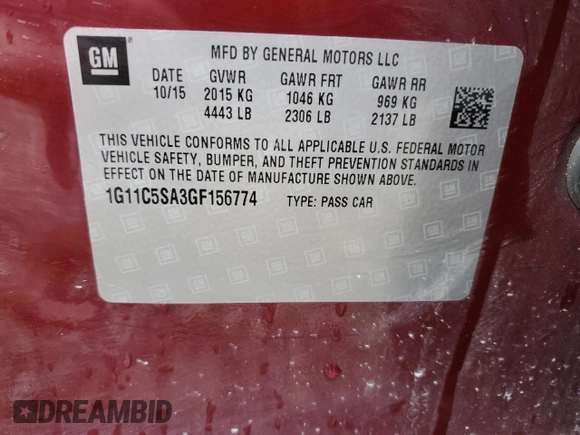 GM
MFD BY GENERAL MOTORS LLC
DATE GVWR GAWR FRT GAWR RR
10/15 2015 KG 1046 KG 969 KG
4443 LB 2306 LB 2137 LB
THIS VEHICLE CONFORMS TO ALL APPLICABLE U.S. FEDERAL MOTOR
VEHICLE SAFETY, BUMPER, AND THEFT PREVENTION STANDARDS IN
EFFECT ON THE DATE OF MANUFACTURE SHOWN ABOVE.
1G11C5SA3GF156774 TYPE: PASS CAR
DREAMBID